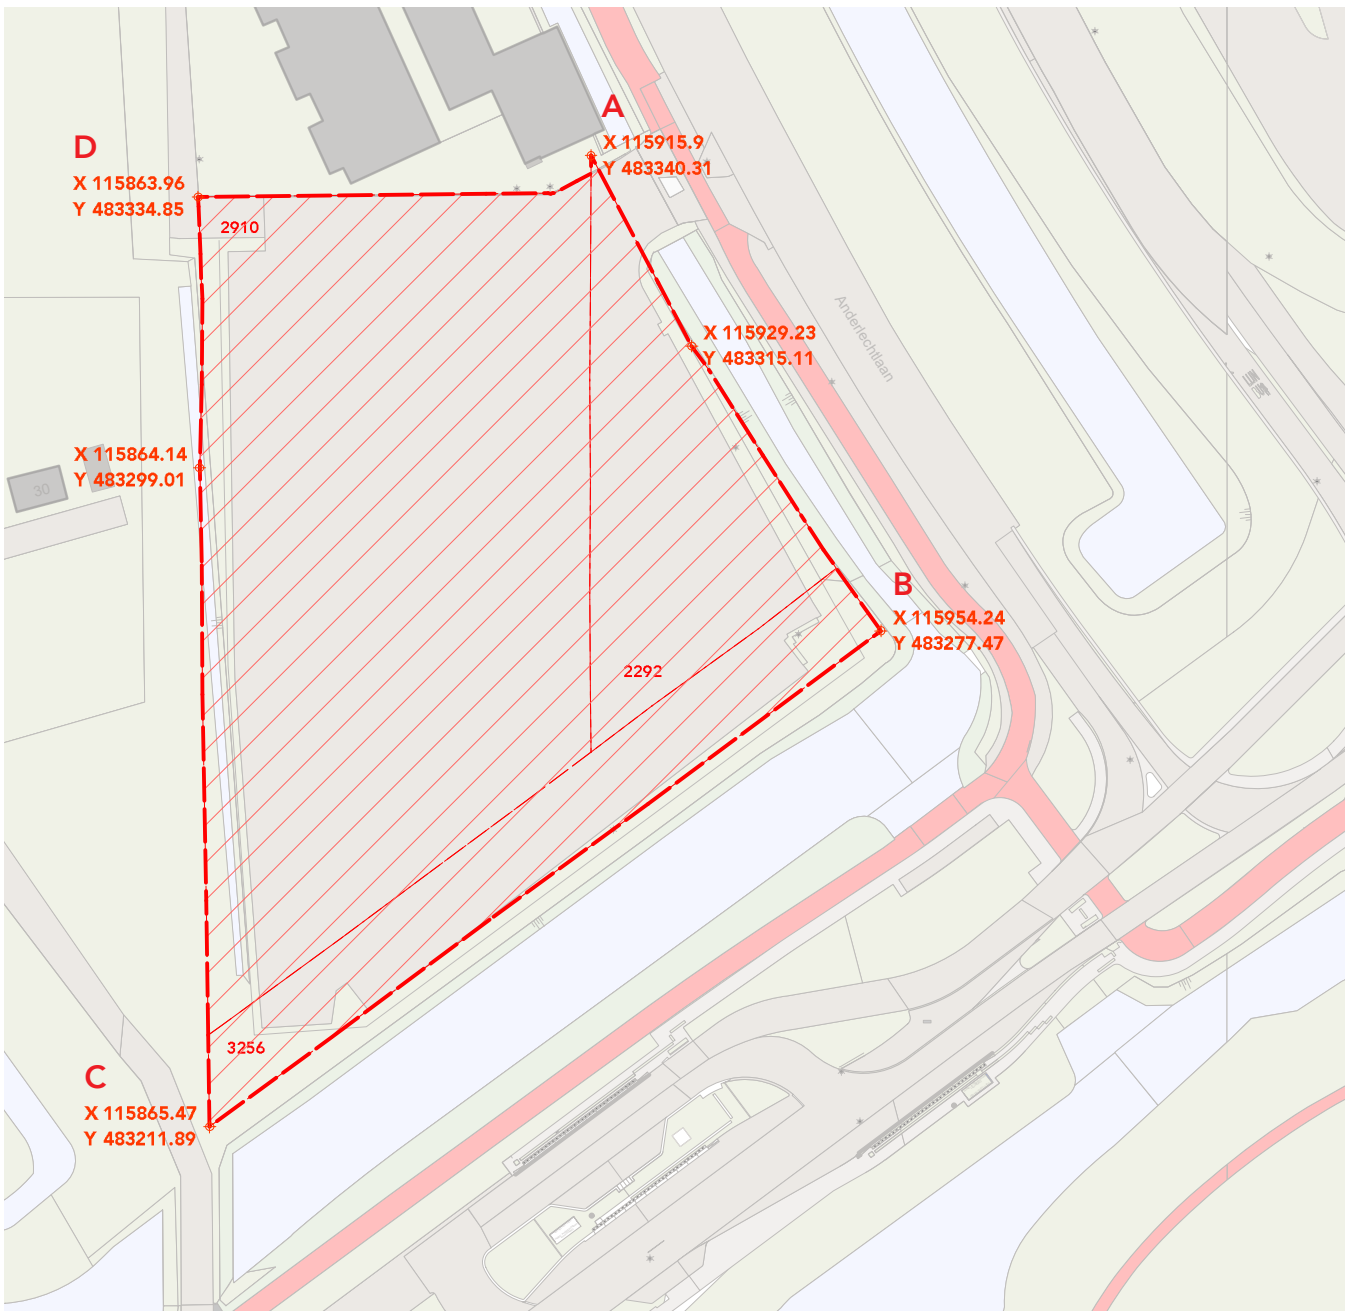 A
X 115915.9
Y 483340.31
D
X 115863.96
Y 483334.85
2910
Anderlechtlaan
X 115929.23
Y 483315.11
X 115864.14
Y 483299.01
30
B
X 115954.24
Y 483277.47
2292
3256
C
X 115865.47
Y 483211.89